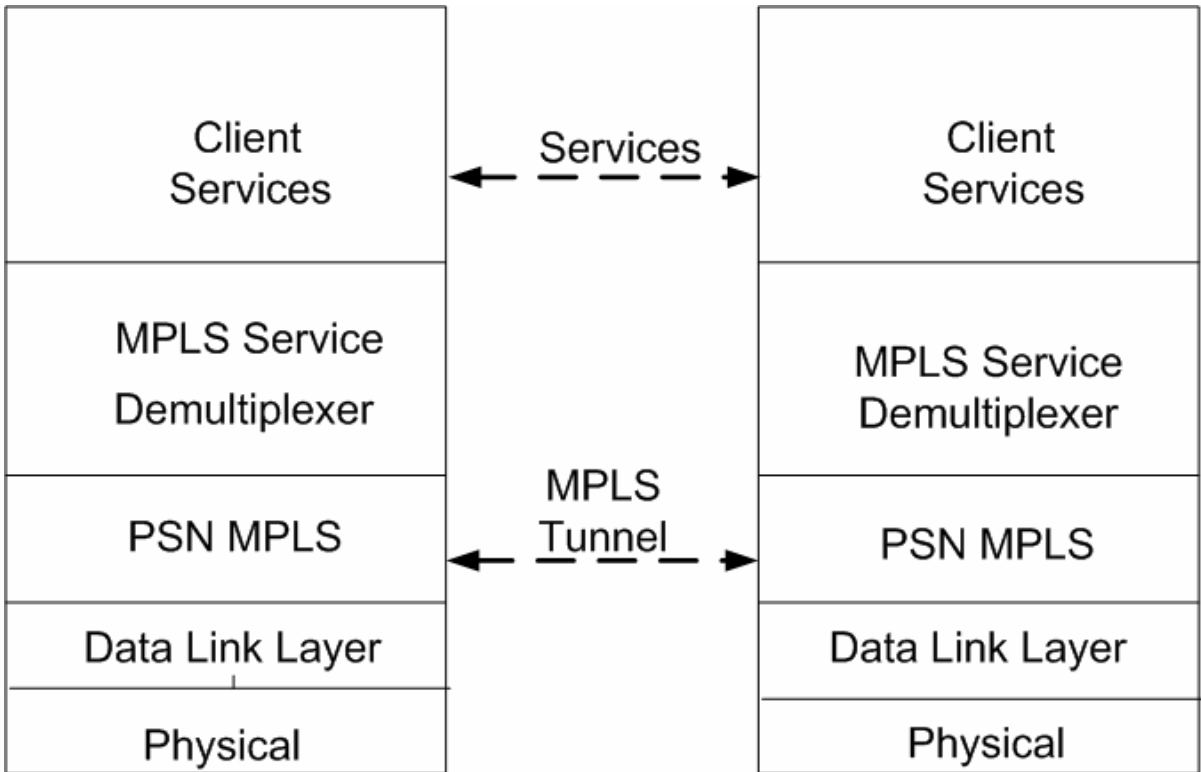 Client
Services
MPLS Service
Demultiplexer
PSN MPLS
Data Link Layer
Physical
Services
MPLS
Tunnel
Client
Services
MPLS Service
Demultiplexer
PSN MPLS
Data Link Layer
Physical